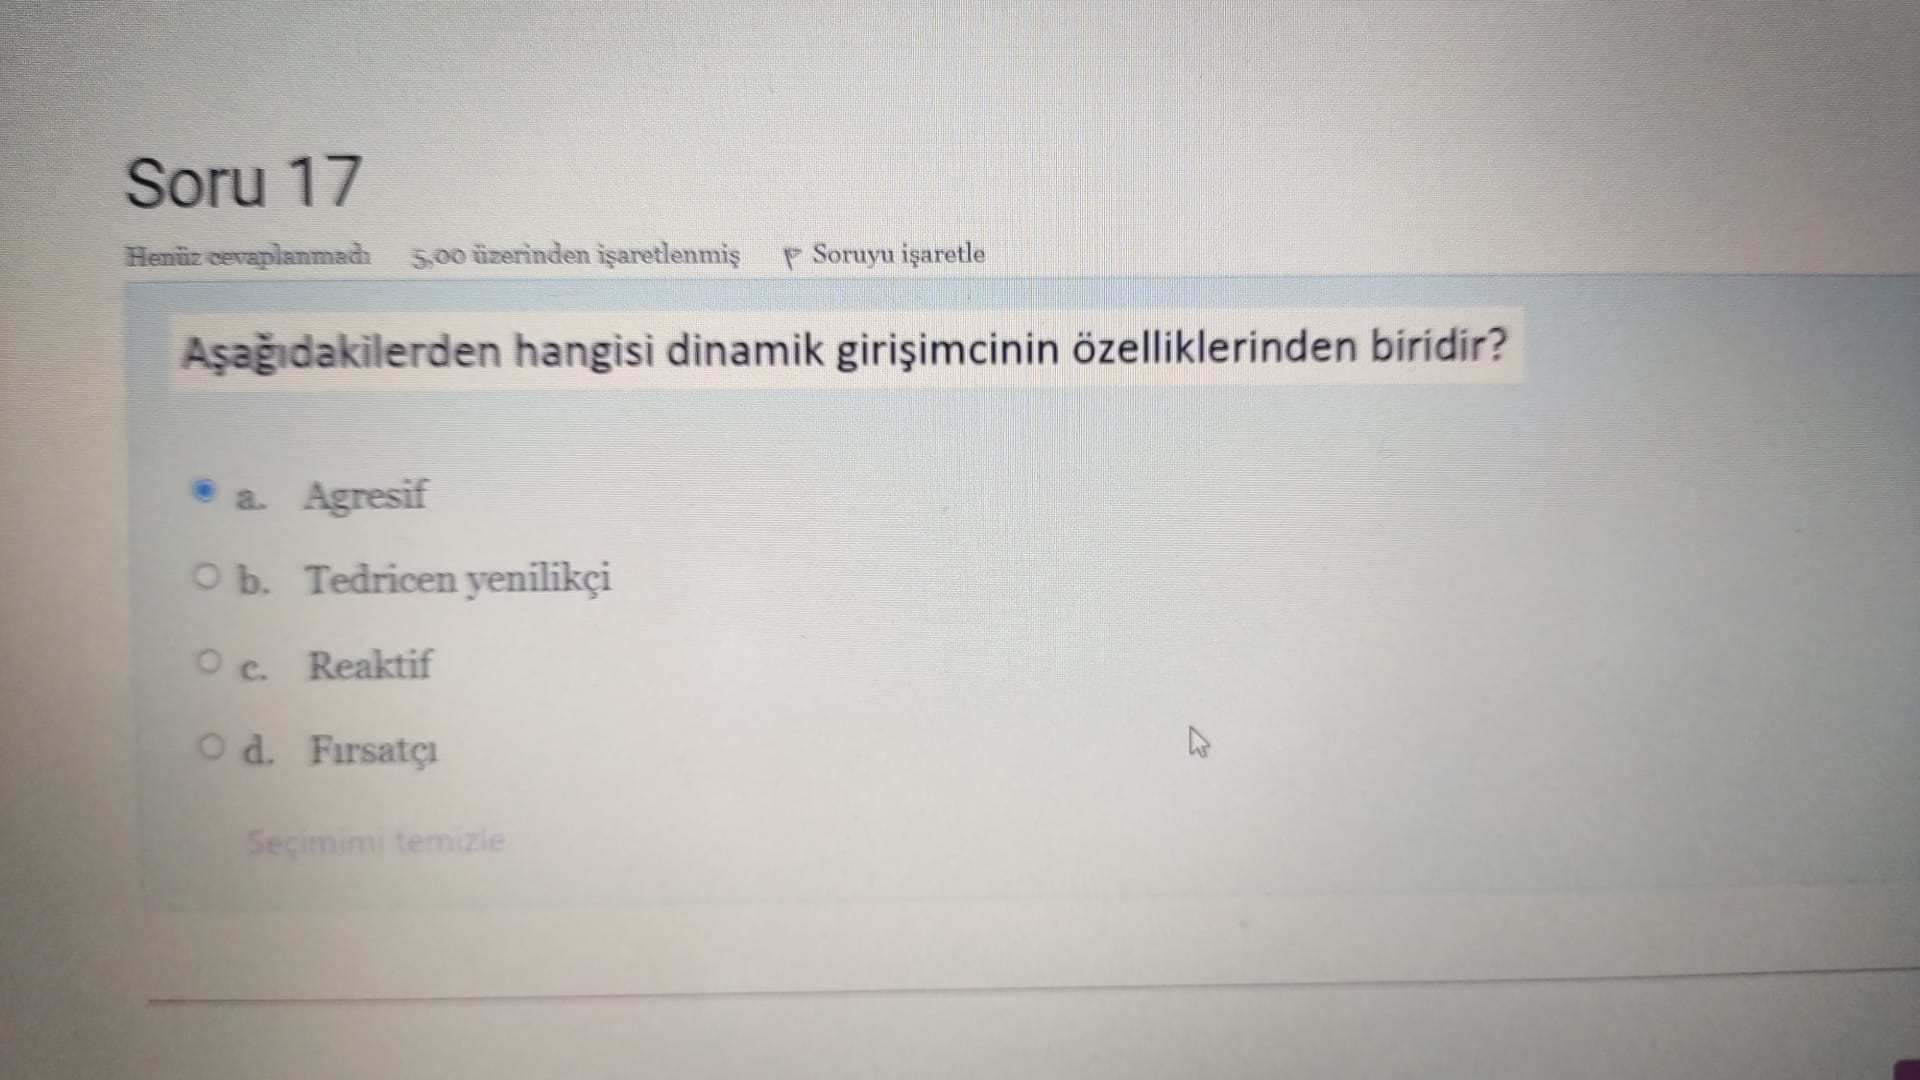 Soru 17
Henüz cevaplanmadı 5,00 üzerinden işaretlenmiş Soruyu işaretle
Aşağıdakilerden hangisi dinamik girişimcinin özelliklerinden biridir?
a. Agresif
b. Tedricen yenilikçi
c. Reaktif
d. Fırsatçı
Seçimimi temizle